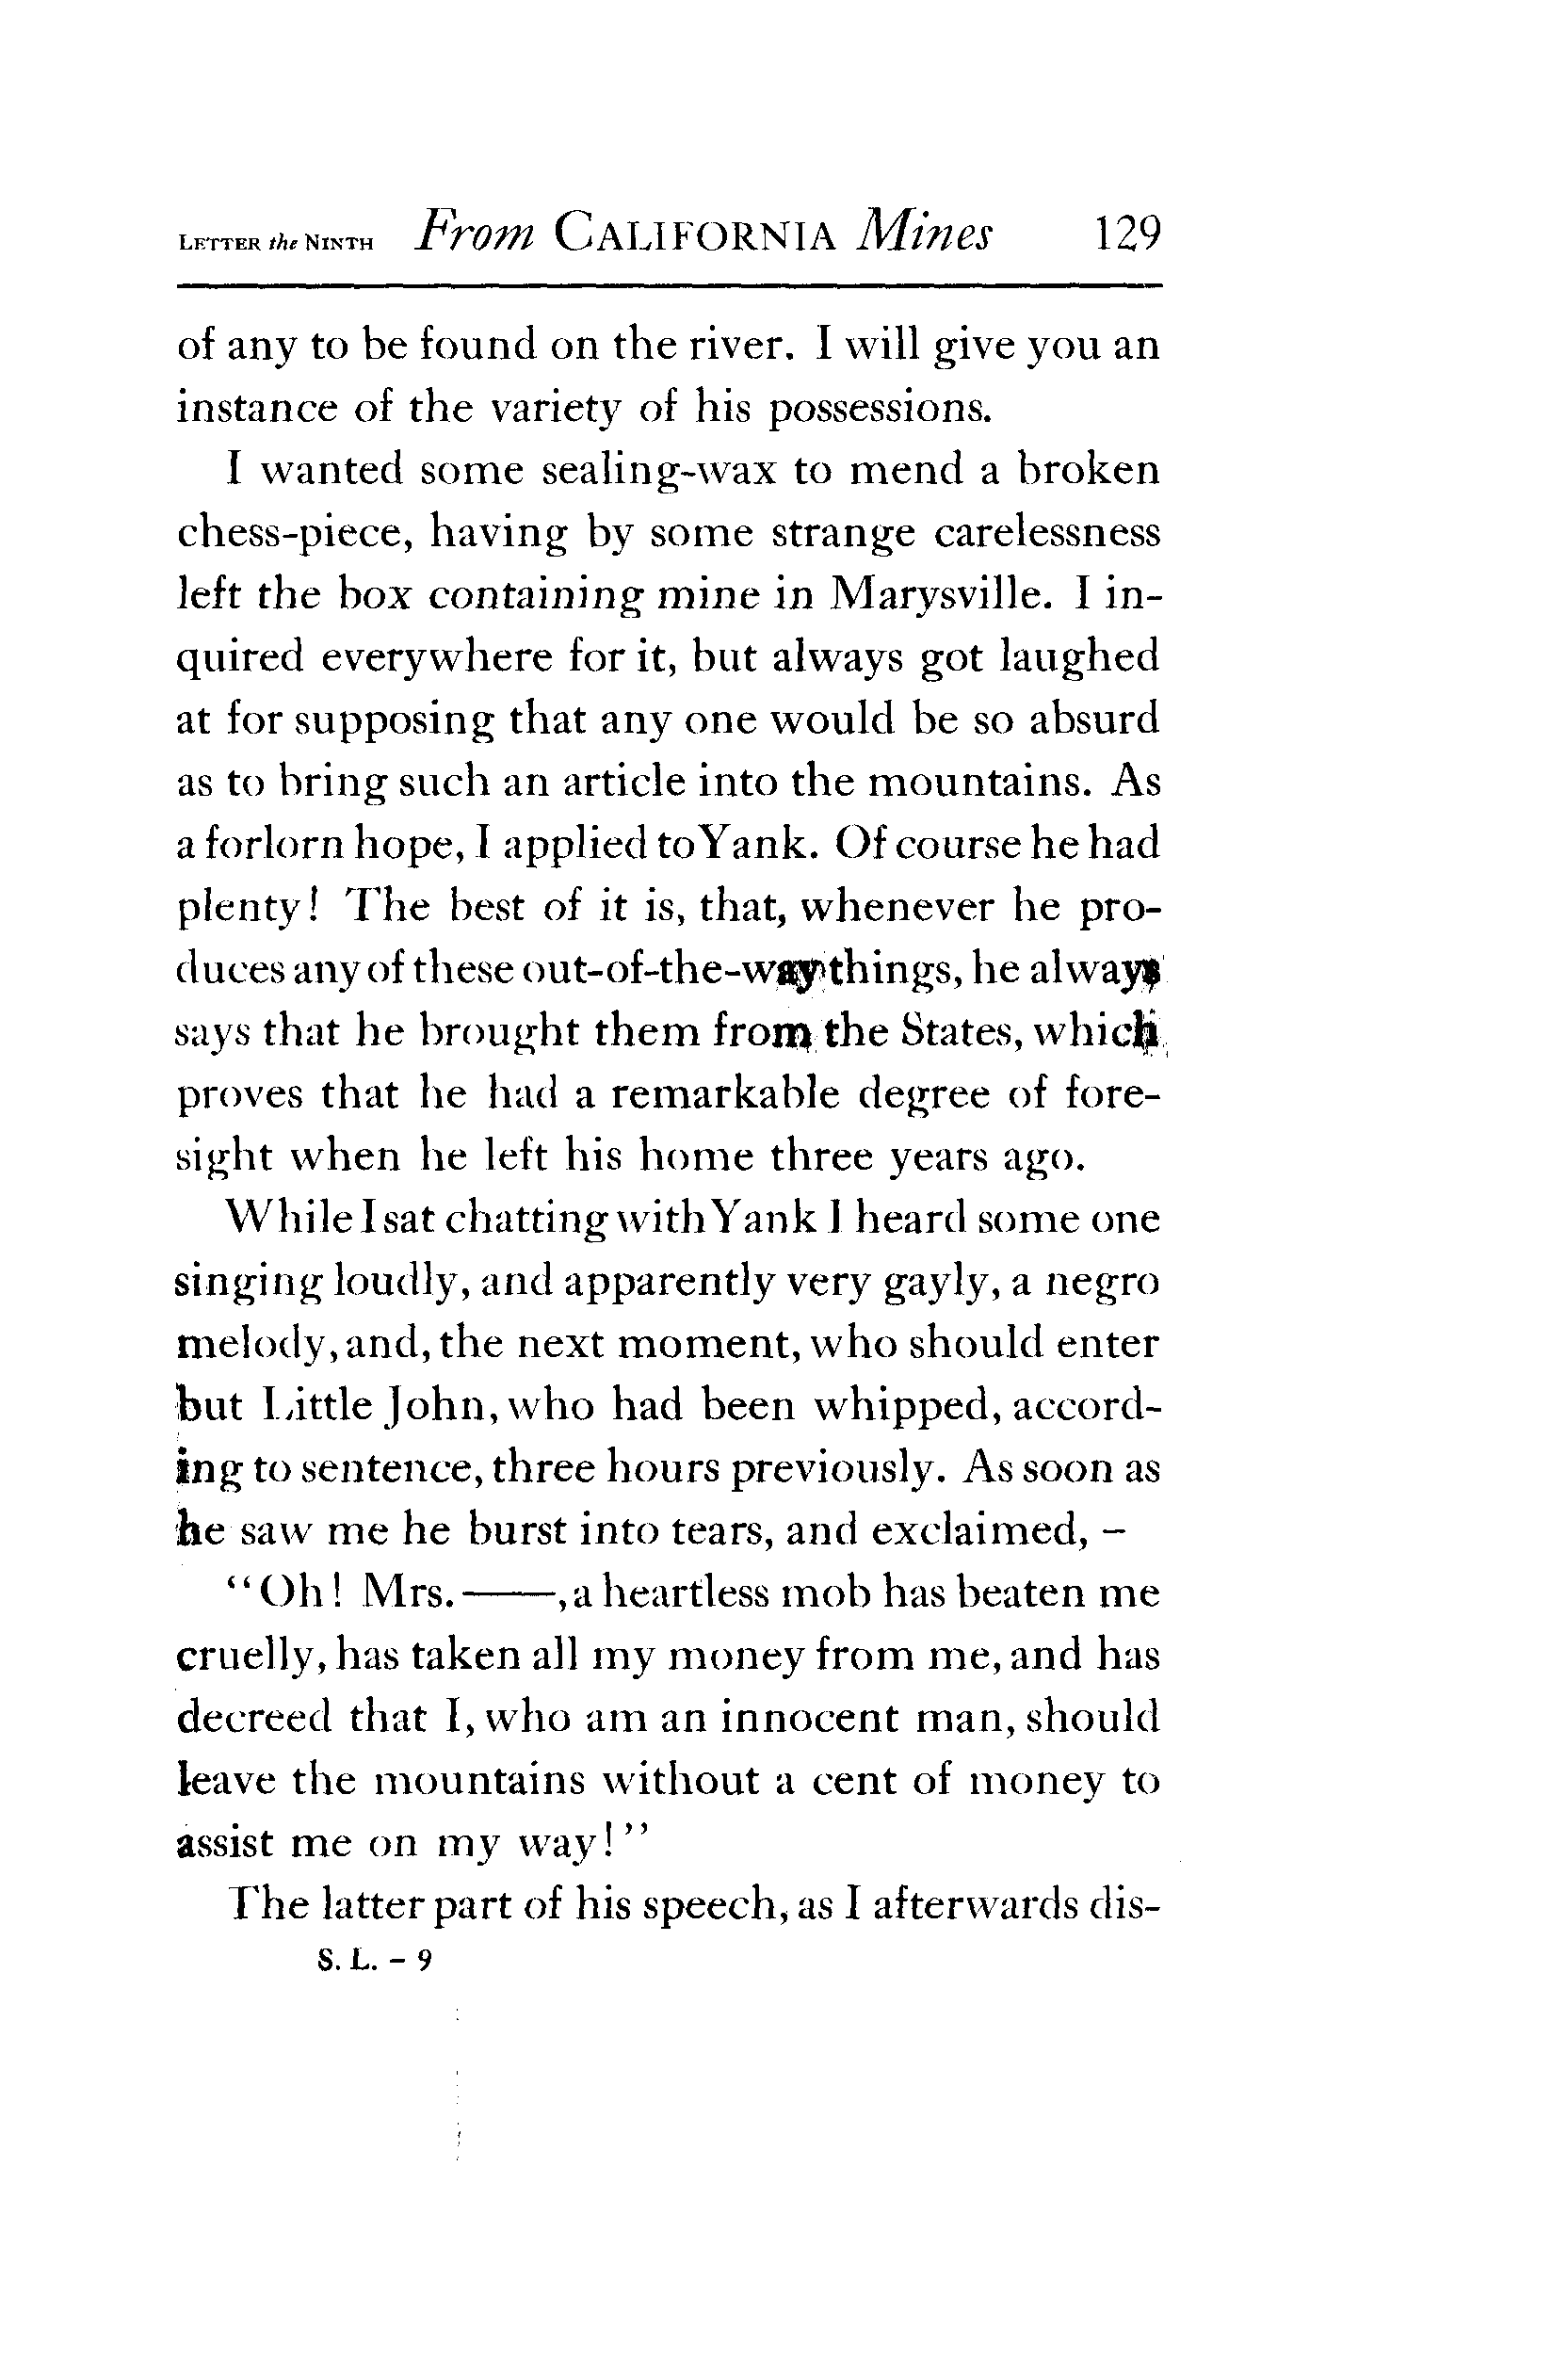 LETTER the NINTH From CALIFORNIA Mines 129
of any to be found on the river. I will give you an
instance of the variety of his possessions.
I wanted some sealing-wax to mend a broken
chess-piece, having by some strange carelessness
left the box containing mine in Marysville. I in-
quired everywhere for it, but always got laughed
at for supposing that any one would be so absurd
as to bring such an article into the mountains. As
a forlorn hope, I applied to Yank. Of course he had
plenty! The best of it is, that, whenever he pro-
duces any of these out-of-the-way things, he always
says that he brought them from the States, which
proves that he had a remarkable degree of fore-
sight when he left his home three years ago.
While I sat chatting with Yank I heard some one
singing loudly, and apparently very gayly, a negro
melody, and, the next moment, who should enter
but Little John, who had been whipped, accord-
ing to sentence, three hours previously. As soon as
he saw me he burst into tears, and exclaimed, –
"Oh! Mrs. ——, a heartless mob has beaten me
cruelly, has taken all my money from me, and has
decreed that I, who am an innocent man, should
leave the mountains without a cent of money to
assist me on my way!"
The latter part of his speech, as I afterwards dis-
S. L. – 9